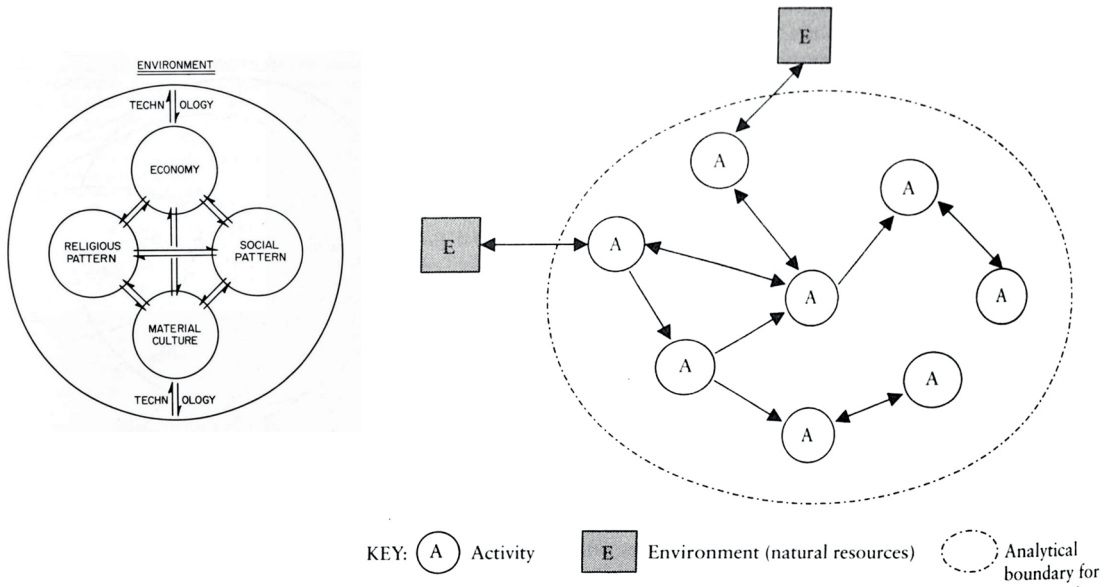 ENVIRONMENT
TECHN OLOGY
ECONOMY
RELIGIOUS
PATTERN
SOCIAL
PATTERN
MATERIAL
CULTURE
TECHN OLOGY
E
A
A
E
A
A
A
A
A
A
KEY: A Activity
E Environment (natural resources)
Analytical
boundary for